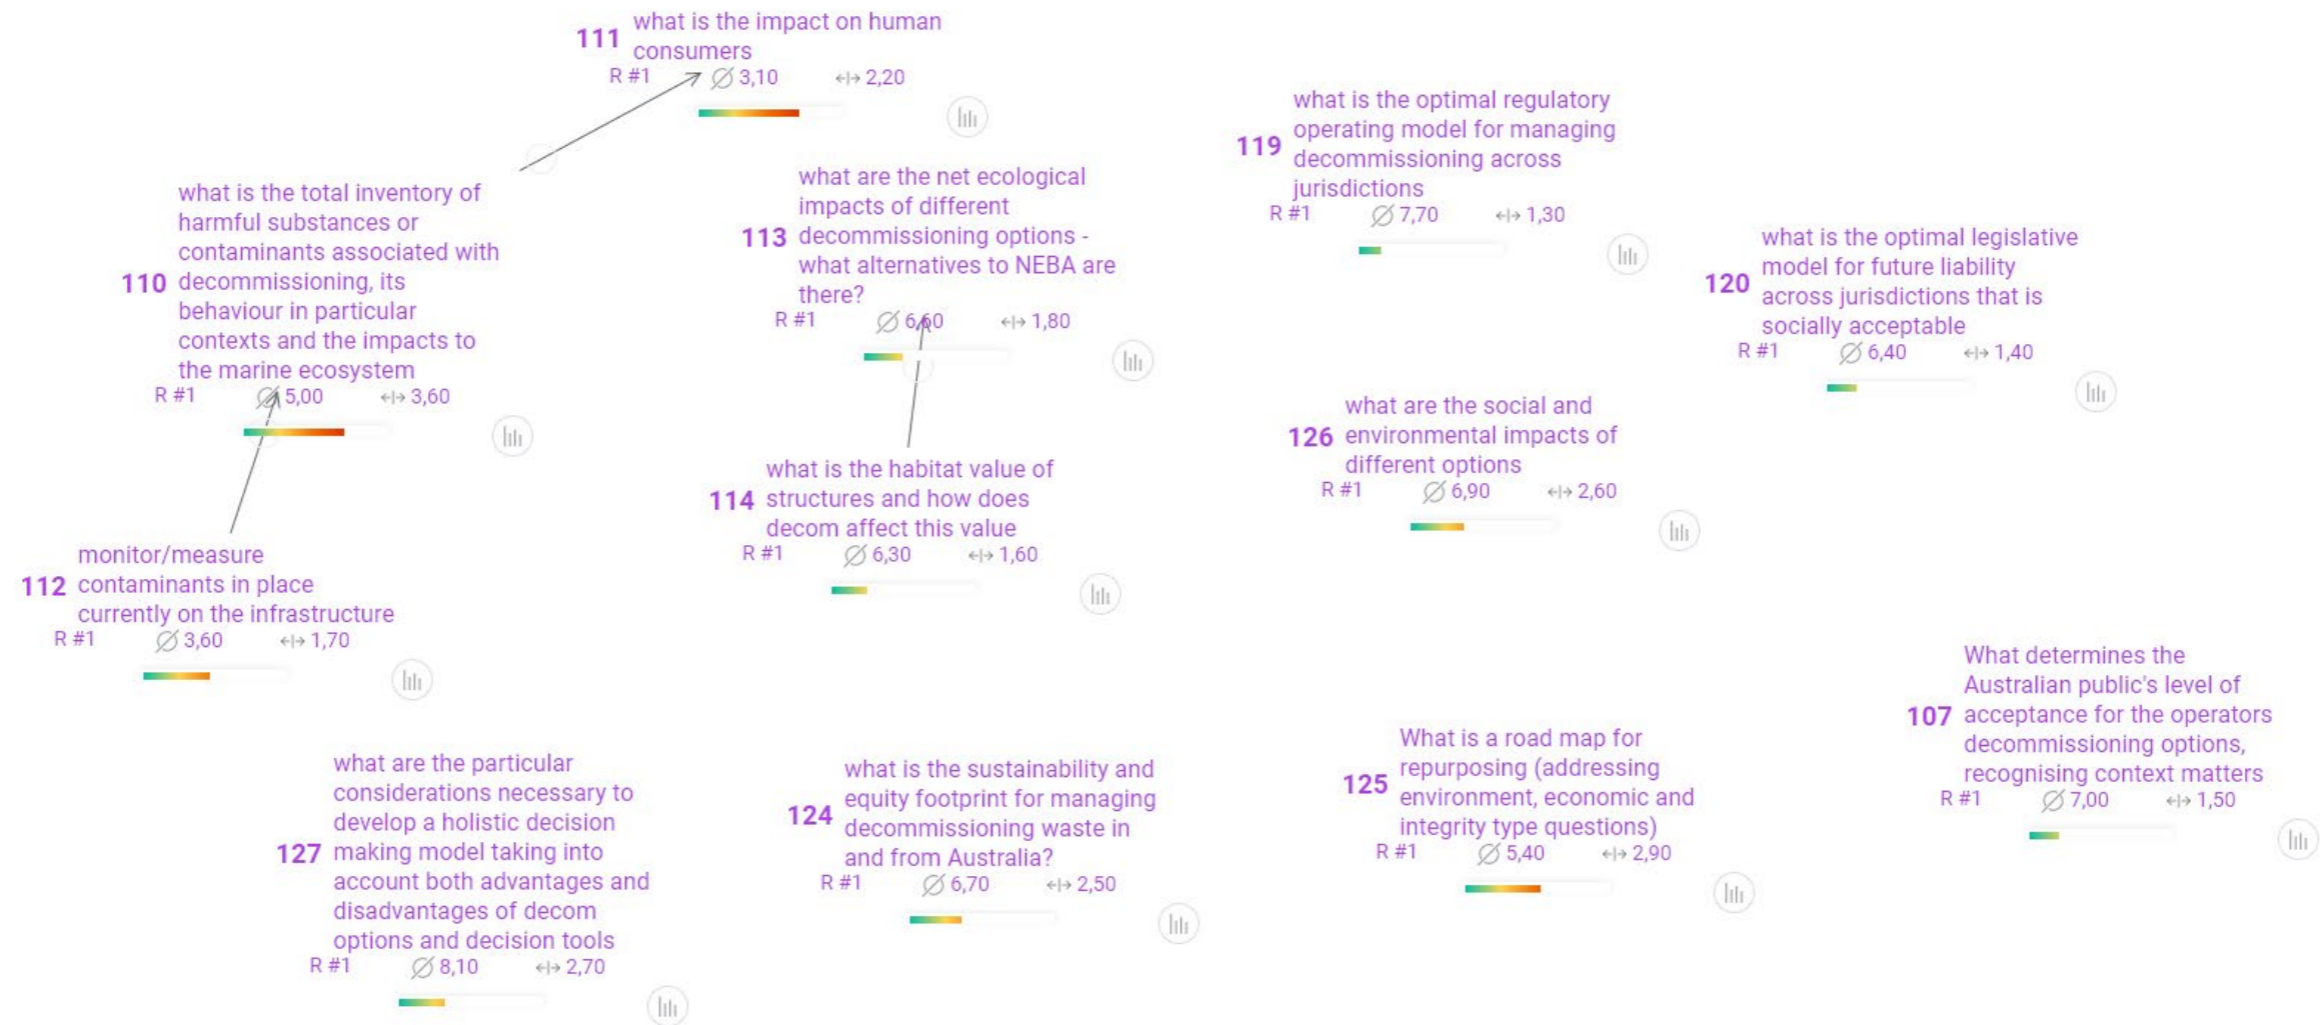 111
what is the impact on human
consumers
R #1 ∅ 3,10 ↔ 2,20
110
what is the total inventory of
harmful substances or
contaminants associated with
decommissioning, its
behaviour in particular
contexts and the impacts to
the marine ecosystem
R #1 ∅ 5,00 ↔ 3,60
112
monitor/measure
contaminants in place
currently on the infrastructure
R #1 ∅ 3,60 ↔ 1,70
113
what are the net ecological
impacts of different
decommissioning options -
what alternatives to NEBA are
there?
R #1 ∅ 6,60 ↔ 1,80
114
what is the habitat value of
structures and how does
decom affect this value
R #1 ∅ 6,30 ↔ 1,60
119
what is the optimal regulatory
operating model for managing
decommissioning across
jurisdictions
R #1 ∅ 7,70 ↔ 1,30
120
what is the optimal legislative
model for future liability
across jurisdictions that is
socially acceptable
R #1 ∅ 6,40 ↔ 1,40
126
what are the social and
environmental impacts of
different options
R #1 ∅ 6,90 ↔ 2,60
127
what are the particular
considerations necessary to
develop a holistic decision
making model taking into
account both advantages and
disadvantages of decom
options and decision tools
R #1 ∅ 8,10 ↔ 2,70
124
what is the sustainability and
equity footprint for managing
decommissioning waste in
and from Australia?
R #1 ∅ 6,70 ↔ 2,50
125
What is a road map for
repurposing (addressing
environment, economic and
integrity type questions)
R #1 ∅ 5,40 ↔ 2,90
107
What determines the
Australian public's level of
acceptance for the operators
decommissioning options,
recognising context matters
R #1 ∅ 7,00 ↔ 1,50